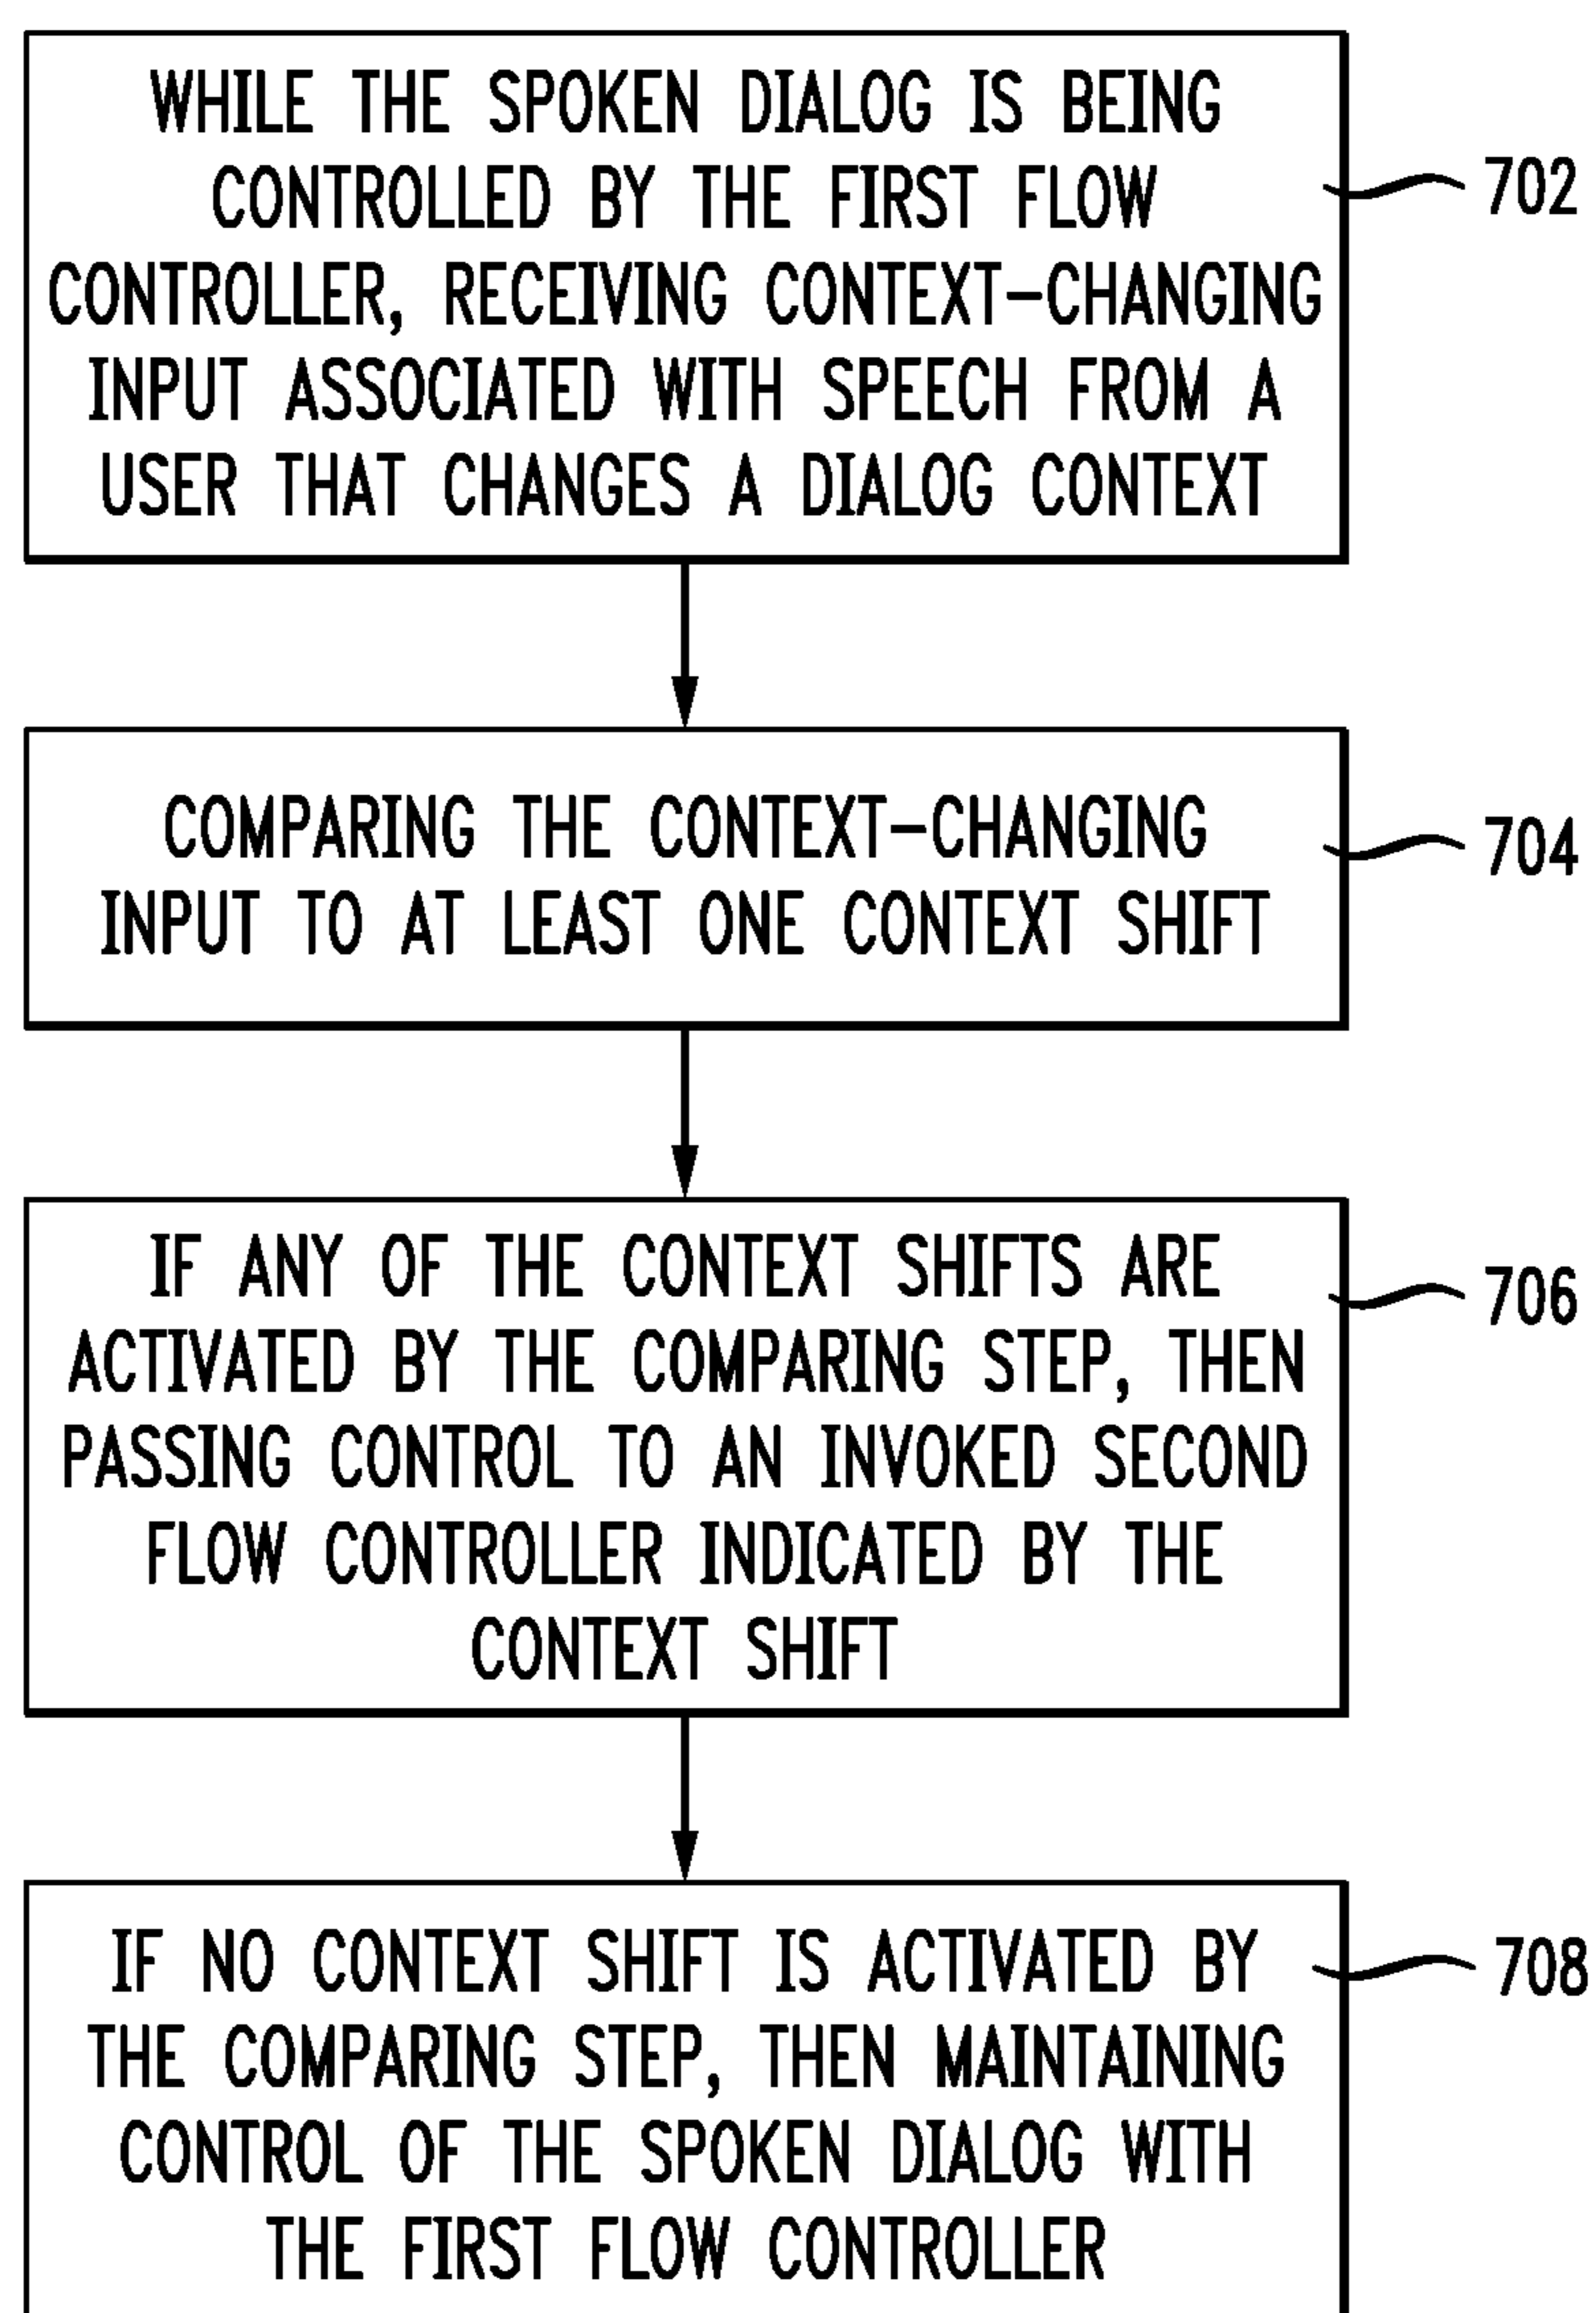 WHILE THE SPOKEN DIALOG IS BEING
CONTROLLED BY THE FIRST FLOW
CONTROLLER, RECEIVING CONTEXT-CHANGING
INPUT ASSOCIATED WITH SPEECH FROM A
USER THAT CHANGES A DIALOG CONTEXT
702
COMPARING THE CONTEXT-CHANGING
INPUT TO AT LEAST ONE CONTEXT SHIFT
704
IF ANY OF THE CONTEXT SHIFTS ARE
ACTIVATED BY THE COMPARING STEP, THEN
PASSING CONTROL TO AN INVOKED SECOND
FLOW CONTROLLER INDICATED BY THE
CONTEXT SHIFT
706
IF NO CONTEXT SHIFT IS ACTIVATED BY
THE COMPARING STEP, THEN MAINTAINING
CONTROL OF THE SPOKEN DIALOG WITH
THE FIRST FLOW CONTROLLER
708